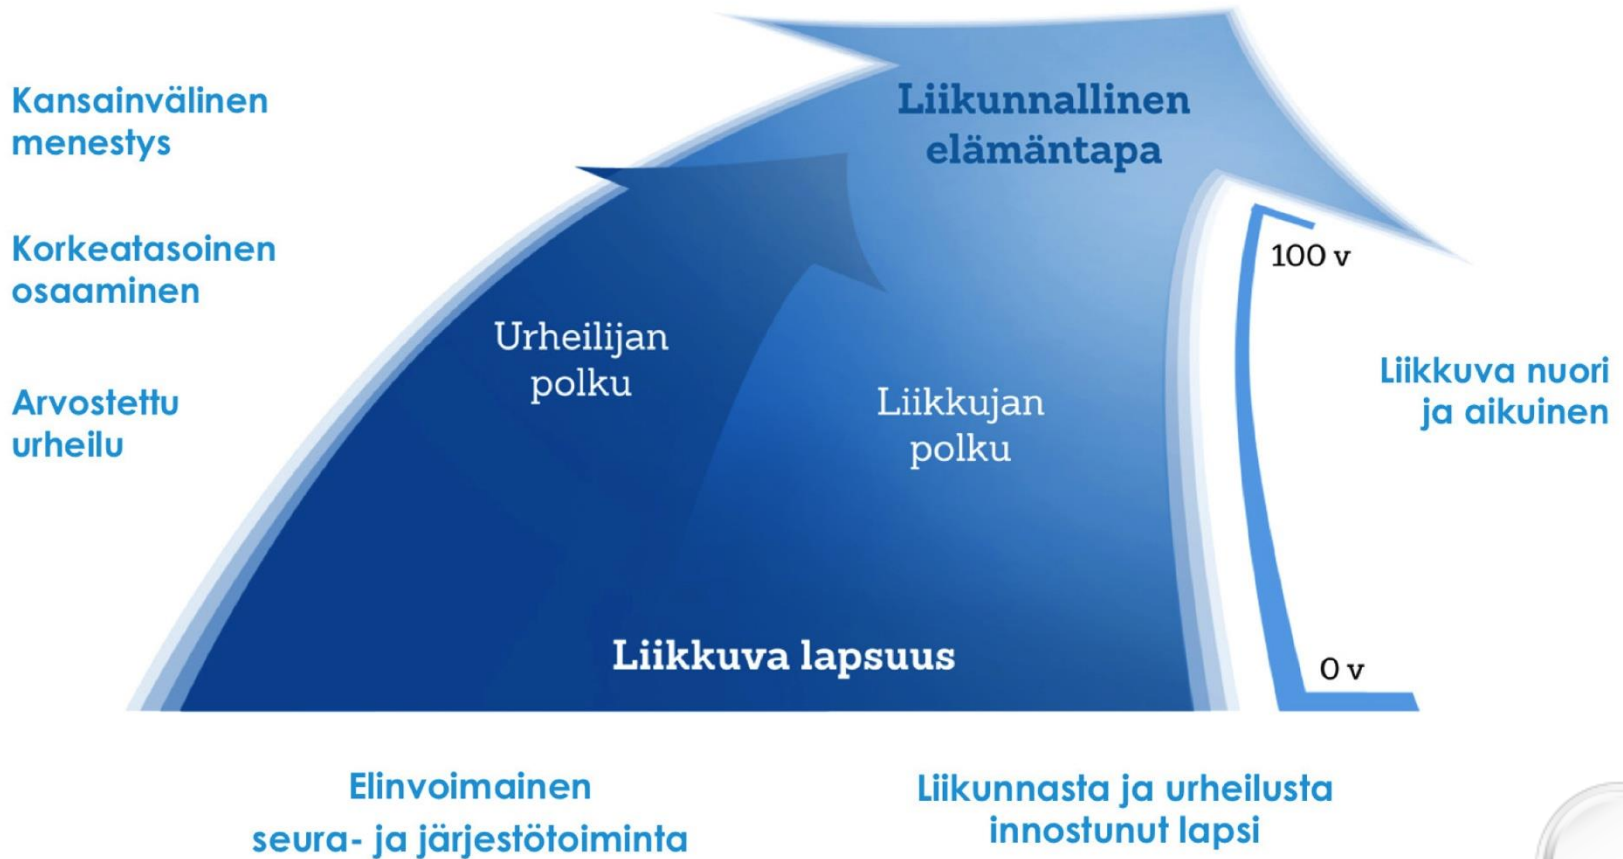 Kansainvälinen
menestys
Korkeatasoinen
osaaminen
Arvostettu
urheilu
Liikunnallinen
elämäntapa
Urheilijan
polku
Liikkujan
polku
Liikkuva lapsuus
100 v
0 v
Liikkuva nuori
ja aikuinen
Elinvoimainen
seura- ja järjestötoiminta
Liikunnasta ja urheilusta
innostunut lapsi